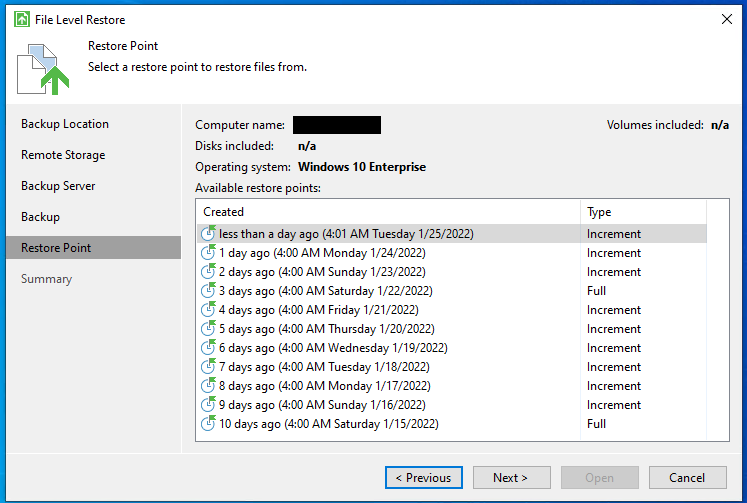 File Level Restore
Restore Point
Select a restore point to restore files from.
Backup Location
Remote Storage
Backup Server
Backup
Restore Point
Summary
Computer name:
Volumes included: n/a
Disks included: n/a
Operating system: Windows 10 Enterprise
Available restore points:
Created Type
less than a day ago (4:01 AM Tuesday 1/25/2022) Increment
1 day ago (4:00 AM Monday 1/24/2022) Increment
2 days ago (4:00 AM Sunday 1/23/2022) Increment
3 days ago (4:00 AM Saturday 1/22/2022) Full
4 days ago (4:00 AM Friday 1/21/2022) Increment
5 days ago (4:00 AM Thursday 1/20/2022) Increment
6 days ago (4:00 AM Wednesday 1/19/2022) Increment
7 days ago (4:00 AM Tuesday 1/18/2022) Increment
8 days ago (4:00 AM Monday 1/17/2022) Increment
9 days ago (4:00 AM Sunday 1/16/2022) Increment
10 days ago (4:00 AM Saturday 1/15/2022) Full
< Previous
Next >
Open
Cancel